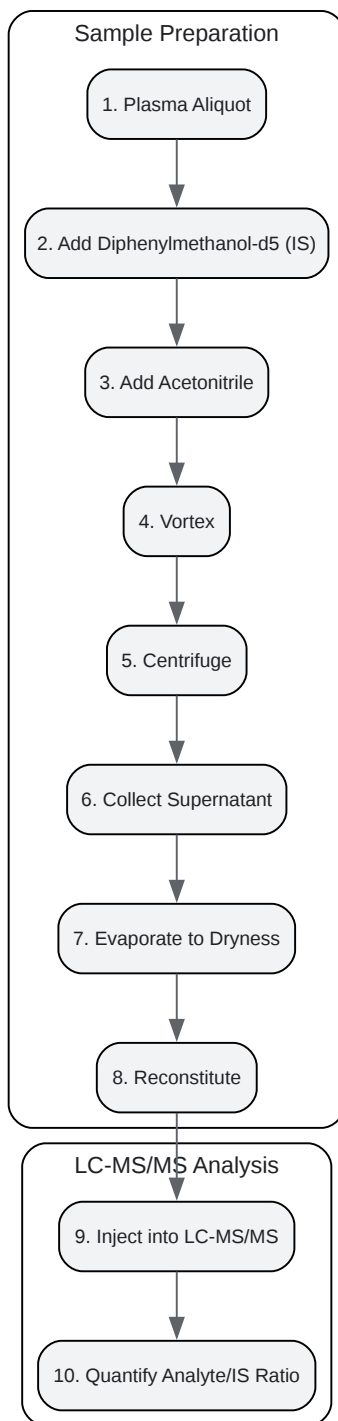 Sample Preparation
1. Plasma Aliquot
2. Add Diphenylmethanol-d5 (IS)
3. Add Acetonitrile
4. Vortex
5. Centrifuge
6. Collect Supernatant
7. Evaporate to Dryness
8. Reconstitute
LC-MS/MS Analysis
9. Inject into LC-MS/MS
10. Quantify Analyte/IS Ratio